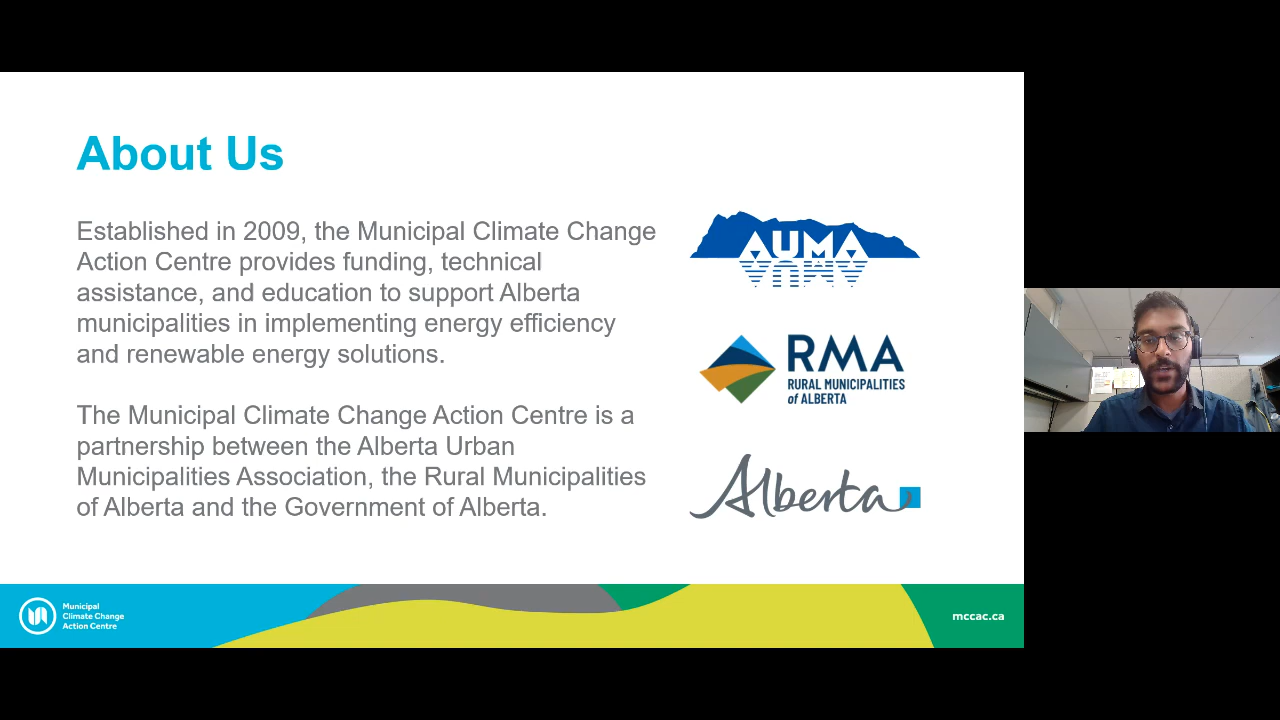 About Us
Established in 2009, the Municipal Climate Change
Action Centre provides funding, technical
assistance, and education to support Alberta
municipalities in implementing energy efficiency
and renewable energy solutions.
The Municipal Climate Change Action Centre is a
partnership between the Alberta Urban
Municipalities Association, the Rural Municipalities
of Alberta and the Government of Alberta.
AUMA
RMA
RURAL MUNICIPALITIES
of ALBERTA
Alberta
Municipal
Climate Change
Action Centre
mccac.ca